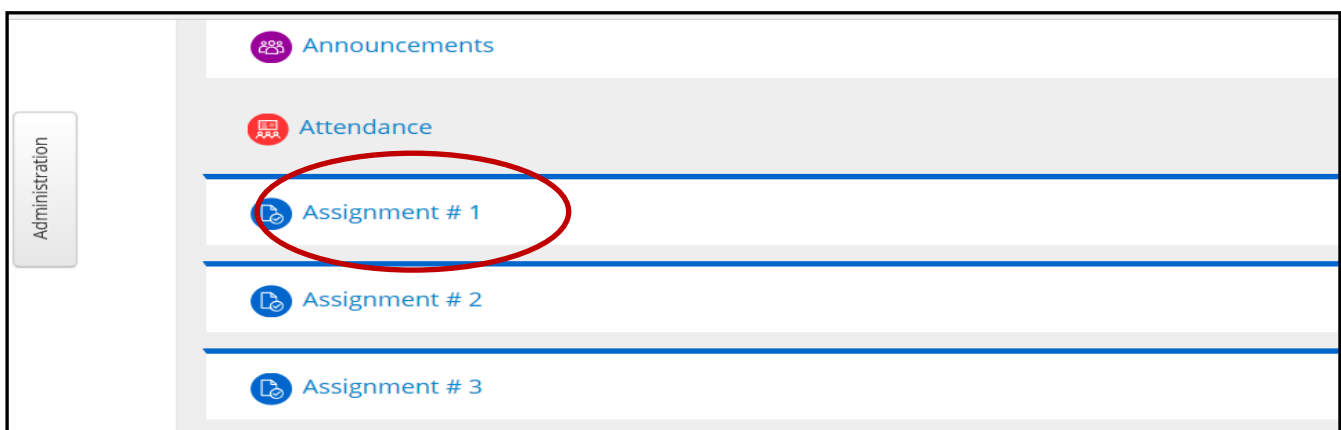 Announcements
Attendance
Administration
Assignment # 1
Assignment # 2
Assignment # 3